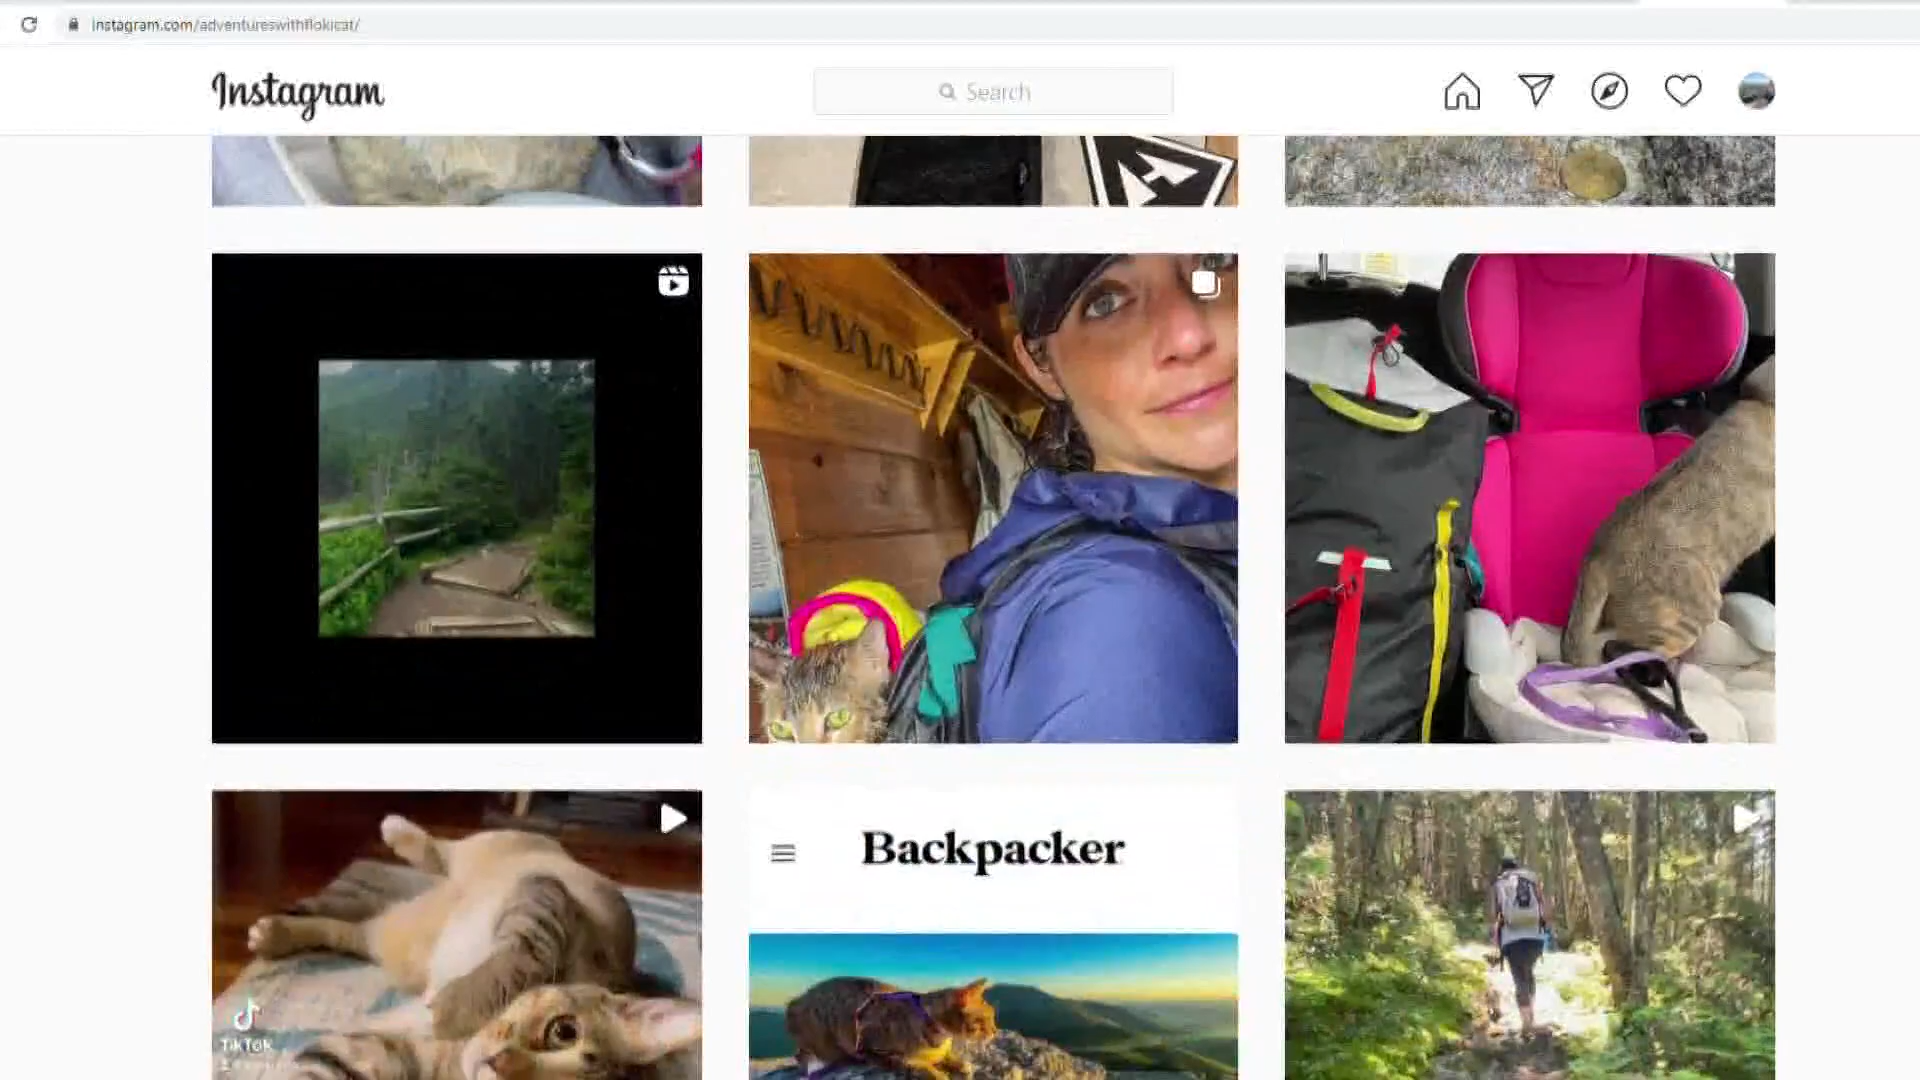 instagram.com/adventureswithflokicat/
Instagram
Search
Backpacker
TikTok